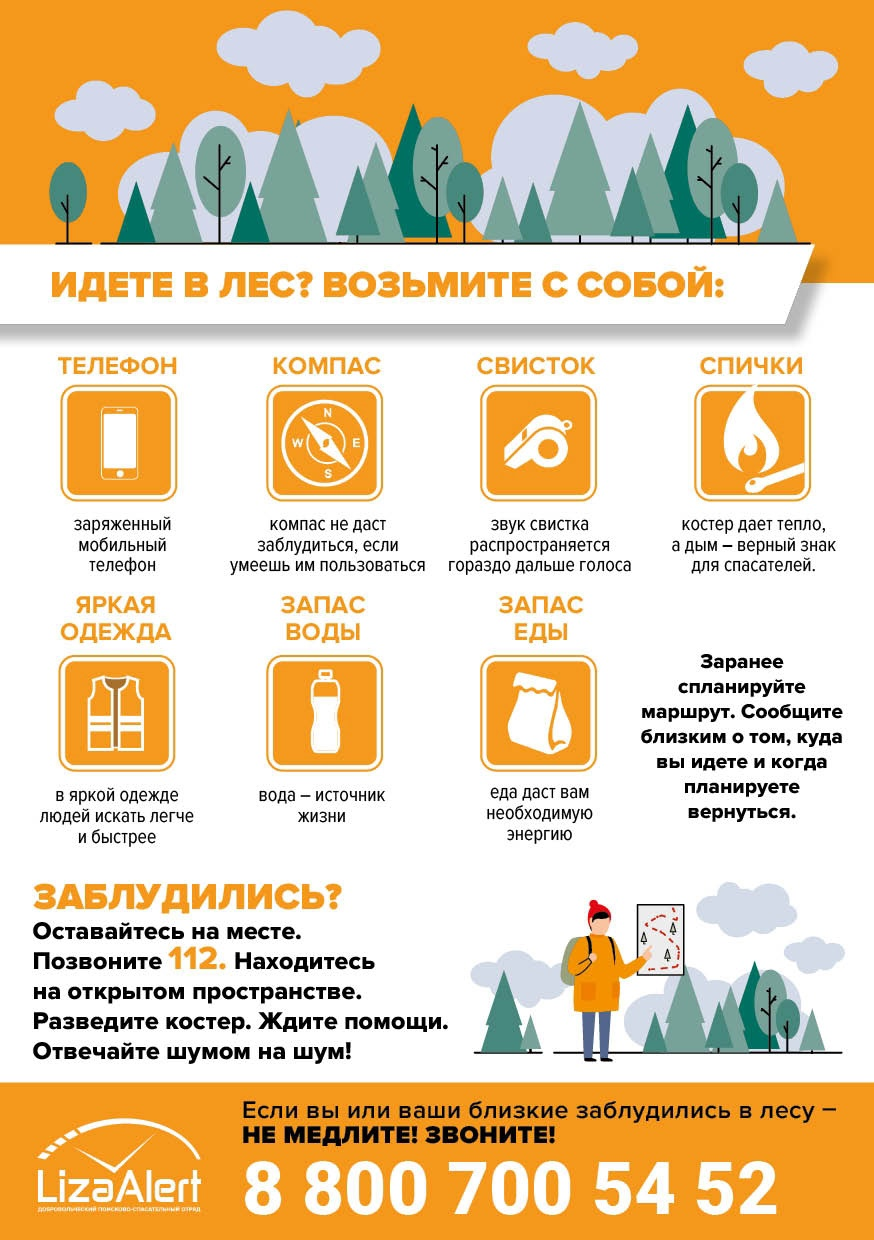 ИДЕТЕ В ЛЕС? ВОЗЬМИТЕ С СОБОЙ:
ТЕЛЕФОН
заряженный
мобильный
телефон
КОМПАС
N
W E
S
компас не даст
заблудиться, если
умеешь им пользоваться
СВИСТОК
звук свистка
распространяется
гораздо дальше голоса
СПИЧКИ
костер дает тепло,
а дым – верный знак
для спасателей.
ЯРКАЯ
ОДЕЖДА
в яркой одежде
людей искать легче
и быстрее
ЗАПАС
ВОДЫ
вода – источник
жизни
ЗАПАС
ЕДЫ
еда даст вам
необходимую
энергию
Заранее
спланируйте
маршрут. Сообщите
близким о том, куда
вы идете и когда
планируете
вернуться.
ЗАБЛУДИЛИСЬ?
Оставайтесь на месте.
Позвоните 112. Находитесь
на открытом пространстве.
Разведите костер. Ждите помощи.
Отвечайте шумом на шум!
LizaAlert
ДОБРОВОЛЬЧЕСКИЙ ПОИСКОВО-СПАСАТЕЛЬНЫЙ ОТРЯД
Если вы или ваши близкие заблудились в лесу –
НЕ МЕДЛИТЕ! ЗВОНИТЕ!
8 800 700 54 52